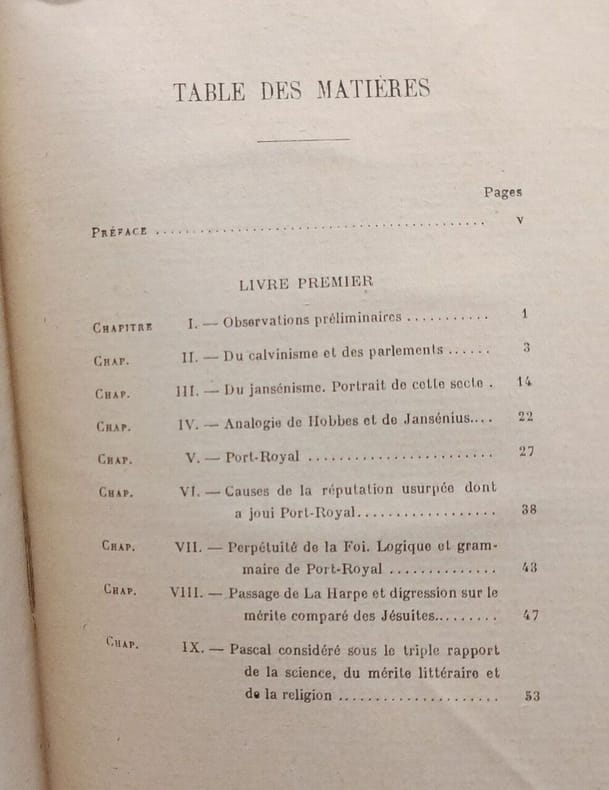 TABLE DES MATIÈRES
Pages
PRÉFACE ........................................ V
LIVRE PREMIER
CHAPITRE I. — Observations préliminaires ........... 1
CHAP. II. — Du calvinisme et des parlements ...... 3
CHAP. III. — Du jansénisme. Portrait de cette secte . 14
CHAP. IV. — Analogie de Hobbes et de Jansénius.... 22
CHAP. V. — Port-Royal ........................ 27
CHAP. VI. — Causes de la réputation usurpée dont
a joui Port-Royal.................. 38
CHAP. VII. — Perpétuité de la Foi. Logique et gram-
maire de Port-Royal .............. 43
CHAP. VIII. — Passage de La Harpe et digression sur le
mérite comparé des Jésuites......... 47
CHAP. IX. — Pascal considéré sous le triple rapport
de la science, du mérite littéraire et
de la religion ..................... 53